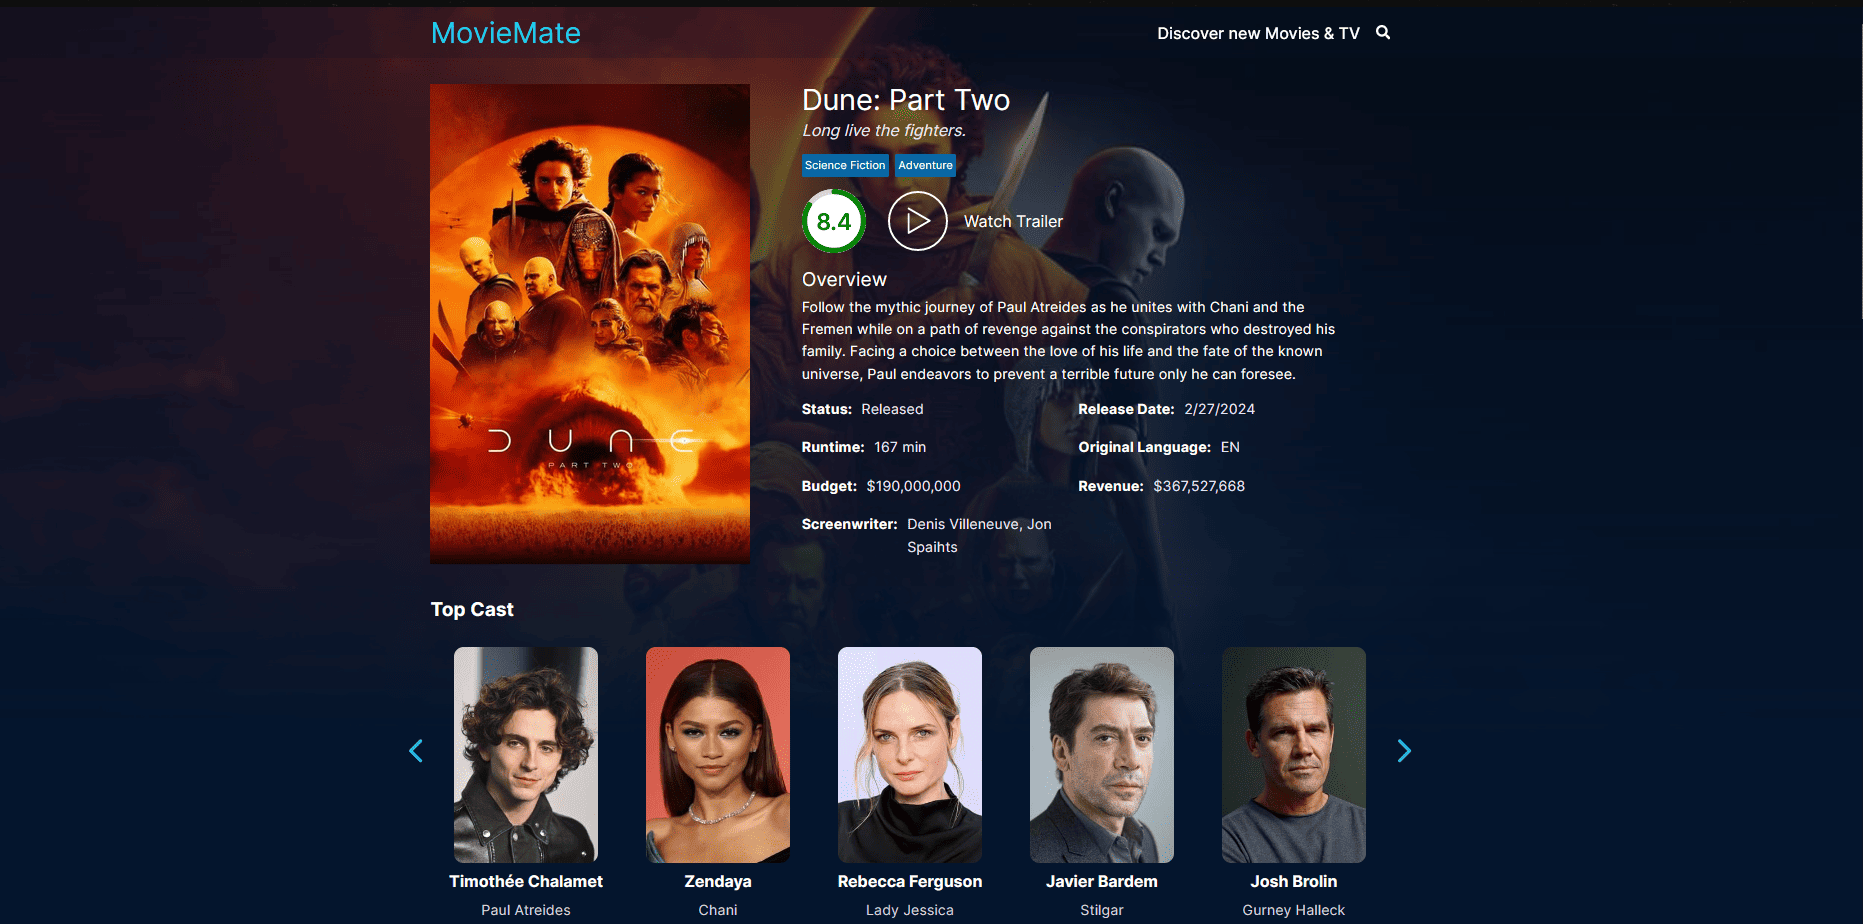 MovieMate
Discover new Movies & TV
Dune: Part Two
Long live the fighters.
Science Fiction
Adventure
8.4
Watch Trailer
Overview
Follow the mythic journey of Paul Atreides as he unites with Chani and the
Fremen while on a path of revenge against the conspirators who destroyed his
family. Facing a choice between the love of his life and the fate of the known
universe, Paul endeavors to prevent a terrible future only he can foresee.
Status: Released
Release Date: 2/27/2024
Runtime: 167 min
Original Language: EN
Budget: $190,000,000
Revenue: $367,527,668
Screenwriter: Denis Villeneuve, Jon
Spaihts
DUNE
PART TWO
Top Cast
Timothée Chalamet
Paul Atreides
Zendaya
Chani
Rebecca Ferguson
Lady Jessica
Javier Bardem
Stilgar
Josh Brolin
Gurney Halleck